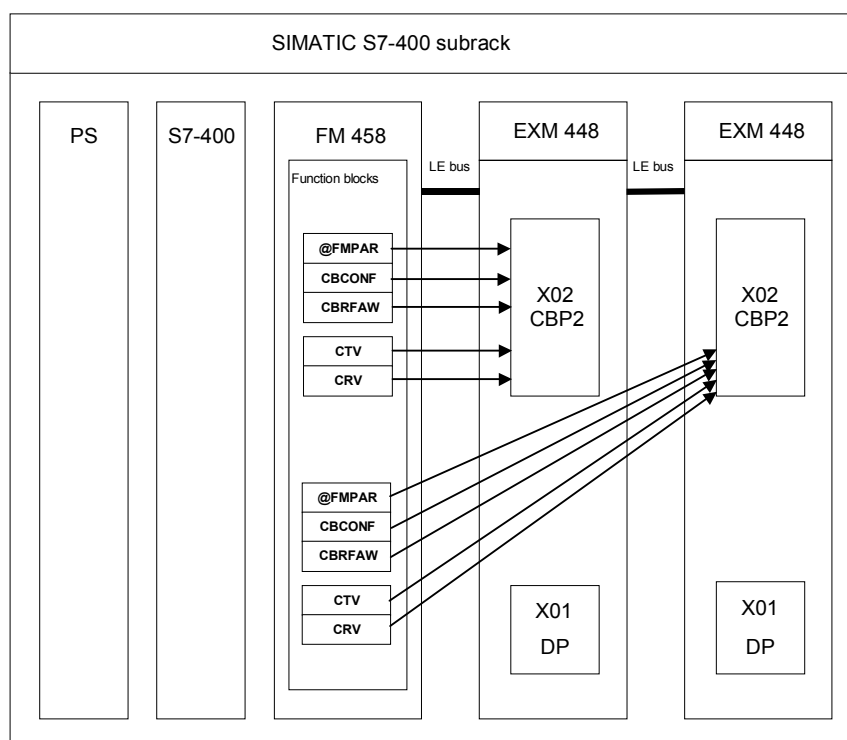 SIMATIC S7-400 subrack
PS
S7-400
FM 458
Function blocks
@FMPAR
CBCONF
CBRFAW
CTV
CRV
@FMPAR
CBCONF
CBRFAW
CTV
CRV
LE bus
EXM 448
X02
CBP2
X01
DP
LE bus
EXM 448
X02
CBP2
X01
DP